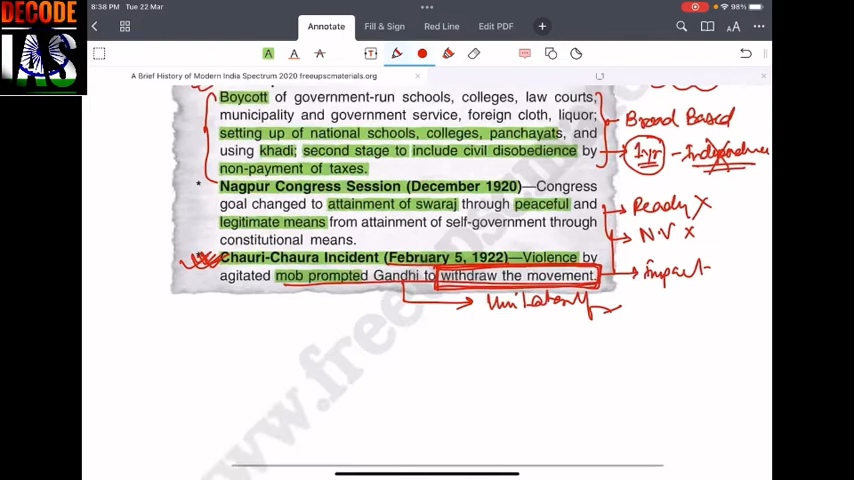 DECODE
IAS
8:38 PM Tue 22 Mar
98%
Annotate Fill & Sign Red Line Edit PDF
A Brief History of Modern India Spectrum 2020 freeupscmaterials.org
Boycott of government-run schools, colleges, law courts,
municipality and government service, foreign cloth, liquor;
setting up of national schools, colleges, panchayats, and
using khadi; second stage to include civil disobedience by
non-payment of taxes.
* Nagpur Congress Session (December 1920)—Congress
goal changed to attainment of swaraj through peaceful and
legitimate means from attainment of self-government through
constitutional means.
Chauri-Chaura Incident (February 5, 1922)—Violence by
agitated mob prompted Gandhi to withdraw the movement.
Broad Based
1yr - Independence
Ready X
NV X
impact
Unilaterally
www.freeups